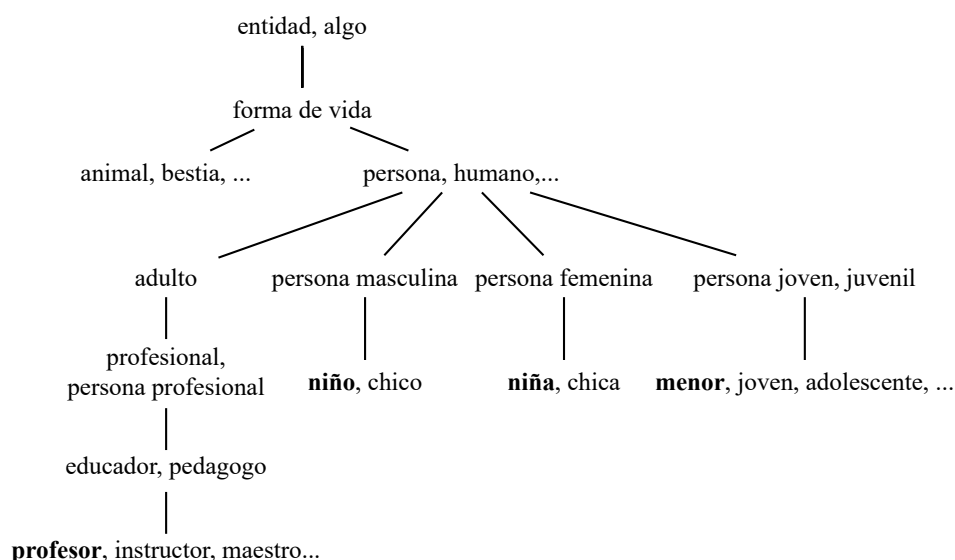 entidad, algo
forma de vida
animal, bestia, ...
persona, humano,...
adulto
persona masculina
persona femenina
persona joven, juvenil
profesional,
persona profesional
niño, chico
niña, chica
menor, joven, adolescente, ...
educador, pedagogo
profesor, instructor, maestro...